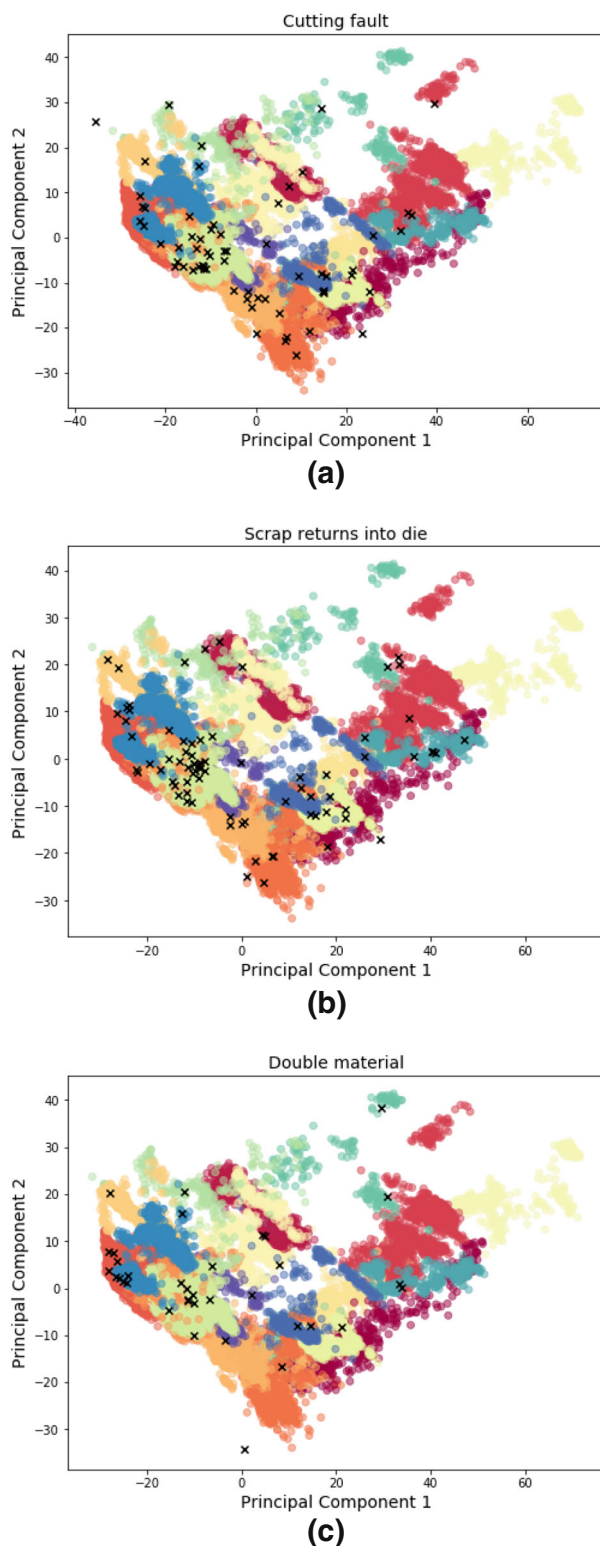 Cutting fault
40
30
20
10
0
−10
−20
−30
Principal Component 2
−40 −20 0 20 40 60
Principal Component 1
(a)
Scrap returns into die
40
30
20
10
0
−10
−20
−30
Principal Component 2
−20 0 20 40 60
Principal Component 1
(b)
Double material
40
30
20
10
0
−10
−20
−30
Principal Component 2
−20 0 20 40 60
Principal Component 1
(c)